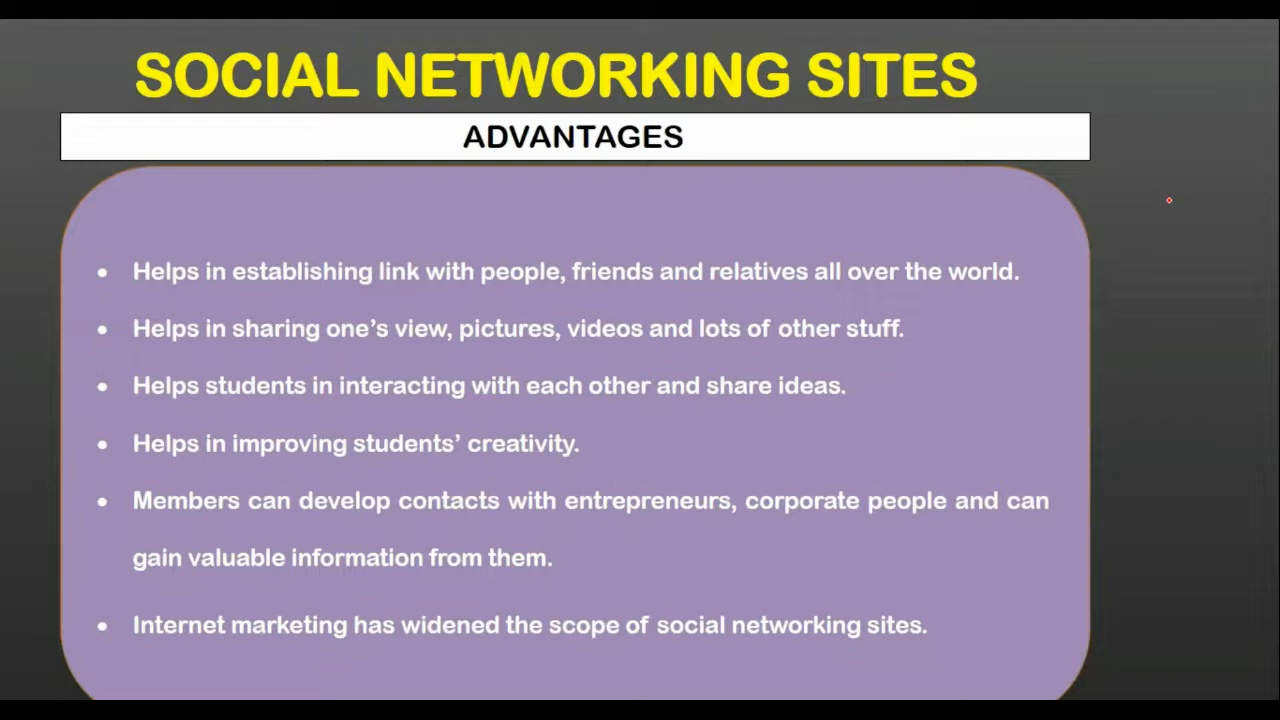 SOCIAL NETWORKING SITES
ADVANTAGES
• Helps in establishing link with people, friends and relatives all over the world.
• Helps in sharing one’s view, pictures, videos and lots of other stuff.
• Helps students in interacting with each other and share ideas.
• Helps in improving students’ creativity.
• Members can develop contacts with entrepreneurs, corporate people and can
gain valuable information from them.
• Internet marketing has widened the scope of social networking sites.